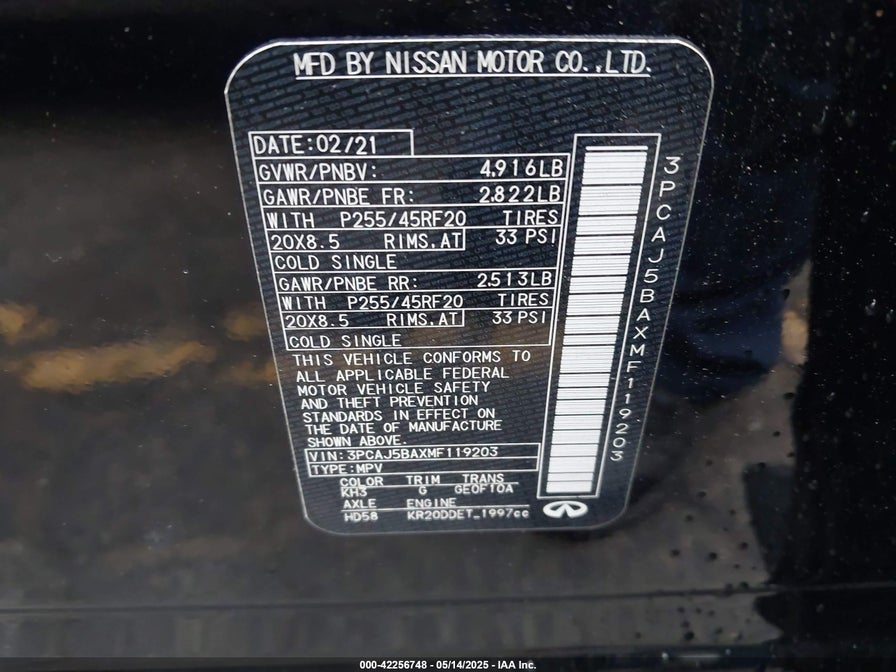 MFD BY NISSAN MOTOR CO.,LTD.
DATE:02/21
GVWR/PNBV: 4,916LB
GAWR/PNBE FR: 2,822LB
WITH P255/45RF20 TIRES
20X8.5 RIMS,AT 33 PSI
COLD SINGLE
GAWR/PNBE RR: 2,513LB
WITH P255/45RF20 TIRES
20X8.5 RIMS,AT 33 PSI
COLD SINGLE
THIS VEHICLE CONFORMS TO
ALL APPLICABLE FEDERAL
MOTOR VEHICLE SAFETY
AND THEFT PREVENTION
STANDARDS IN EFFECT ON
THE DATE OF MANUFACTURE
SHOWN ABOVE.
VIN:3PCAJ5BAXMF119203
TYPE:MPV
COLOR TRIM TRANS
KH3 G GE0F10A
AXLE ENGINE
HD58 KR20DDET_1997cc
3PCAJ5BAXMF119203
000-42256748 - 05/14/2025 - IAA Inc.